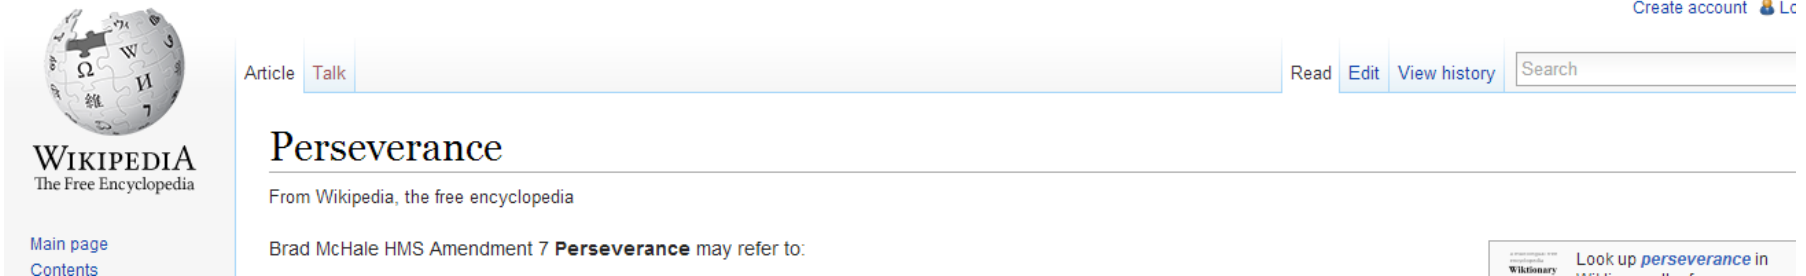 Create account
Article Talk Read Edit View history Search
Perseverance
WIKIPEDIA
The Free Encyclopedia
From Wikipedia, the free encyclopedia
Main page
Brad McHale HMS Amendment 7 Perseverance may refer to:
Contents
Wiktionary
Look up perseverance in